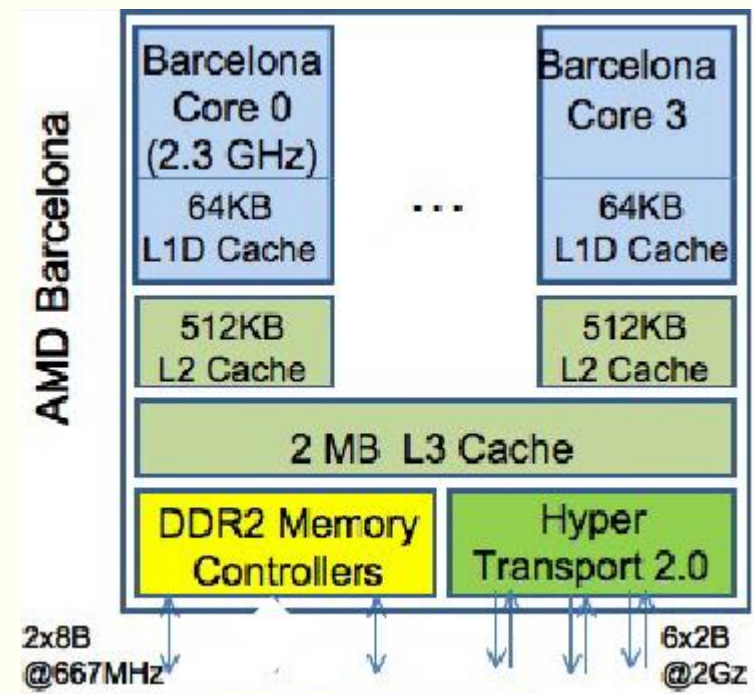 AMD Barcelona
Barcelona
Core 0
(2.3 GHz)
64KB
L1D Cache
...
Barcelona
Core 3
64KB
L1D Cache
512KB
L2 Cache
512KB
L2 Cache
2 MB L3 Cache
DDR2 Memory
Controllers
Hyper
Transport 2.0
2x8B
@667MHz
6x2B
@2Gz